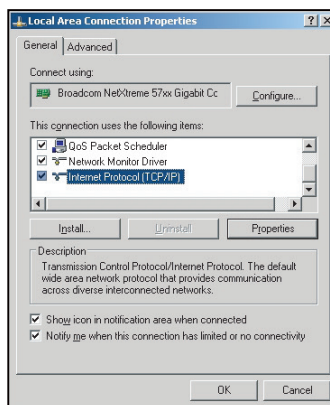 Local Area Connection Properties
General Advanced
Connect using:
Broadcom NetXtreme 57xx Gigabit Cc
Configure...
This connection uses the following items:
QoS Packet Scheduler
Network Monitor Driver
Internet Protocol (TCP/IP)
Install... Uninstall Properties
Description
Transmission Control Protocol/Internet Protocol. The default
wide area network protocol that provides communication
across diverse interconnected networks.
Show icon in notification area when connected
Notify me when this connection has limited or no connectivity
OK Cancel